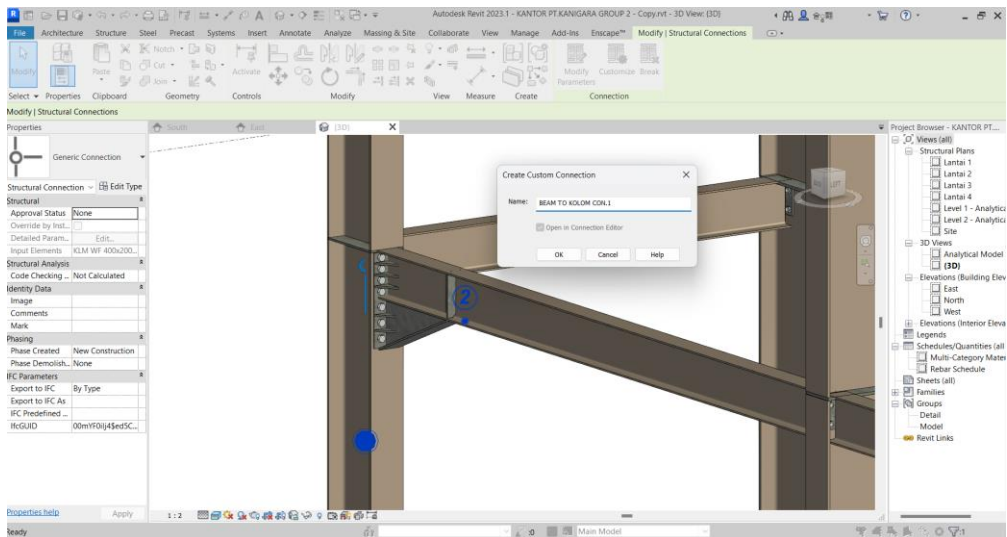 Autodesk Revit 2023.1 - KANTOR PT.KANIGARA GROUP 2 - Copy.rvt - 3D View: {3D}
File Architecture Structure Steel Precast Systems Insert Annotate Analyze Massing & Site Collaborate View Manage Add-Ins Enscape™ Modify | Structural Connections
Modify
Paste
Notch
Cut
Join
Activate
Modify Parameters
Customize
Break
Select Properties Clipboard Geometry Controls Modify View Measure Create Connection
Modify | Structural Connections
Properties
Generic Connection
Structural Connection Edit Type
Structural
Approval Status None
Override by Inst...
Detailed Param... Edit...
Input Elements KLM WF 400x200...
Structural Analysis
Code Checking ... Not Calculated
Identity Data
Image
Comments
Mark
Phasing
Phase Created New Construction
Phase Demolish... None
IFC Parameters
Export to IFC By Type
Export to IFC As
IFC Predefined ...
Properties help Apply
South East {3D}
Create Custom Connection
Name: BEAM TO KOLOM CON.1
Open in Connection Editor
OK Cancel Help
LEFT
2
1 : 2
Project Browser - KANTOR PT....
Views (all)
Structural Plans
Lantai 1
Lantai 2
Lantai 3
Lantai 4
Level 1 - Analytica
Level 2 - Analytica
Site
3D Views
Analytical Model
{3D}
Elevations (Building Elev
East
North
West
Elevations (Interior Eleva
Legends
Schedules/Quantities (all
Multi-Category Mater
Rebar Schedule
Sheets (all)
Families
Groups
Detail
Model
Revit Links
Ready
:0
Main Model
:1